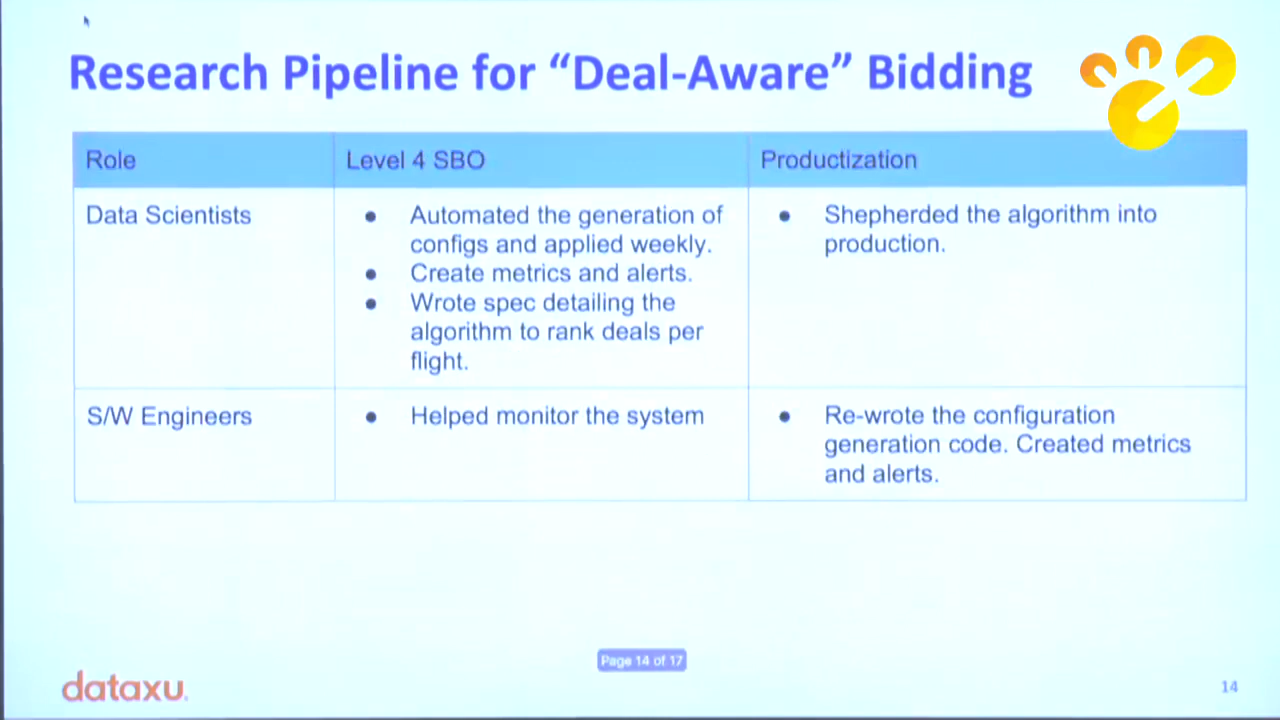 Research Pipeline for “Deal-Aware” Bidding
Role
Level 4 SBO
Productization
Data Scientists
● Automated the generation of
configs and applied weekly.
● Create metrics and alerts.
● Wrote spec detailing the
algorithm to rank deals per
flight.
● Shepherded the algorithm into
production.
S/W Engineers
● Helped monitor the system
● Re-wrote the configuration
generation code. Created metrics
and alerts.
Page 14 of 17
dataxu.
14